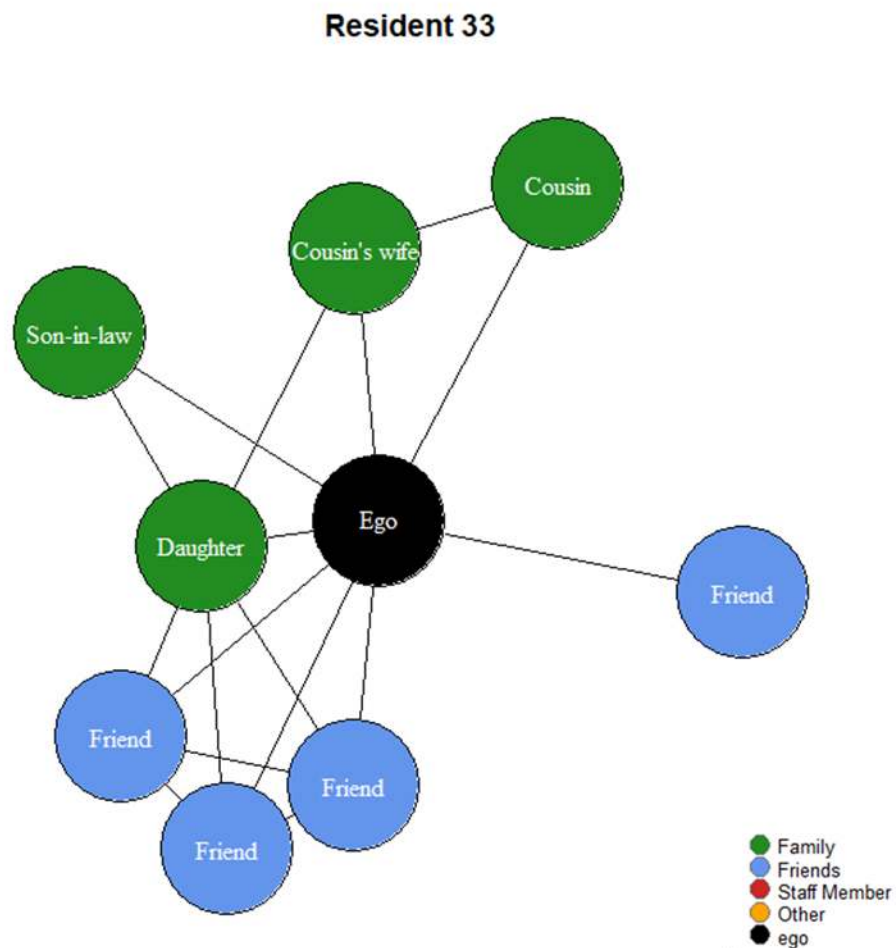 Resident 33
Cousin
Cousin's wife
Son-in-law
Ego
Daughter
Friend
Friend
Friend
Friend
Family
Friends
Staff Member
Other
ego